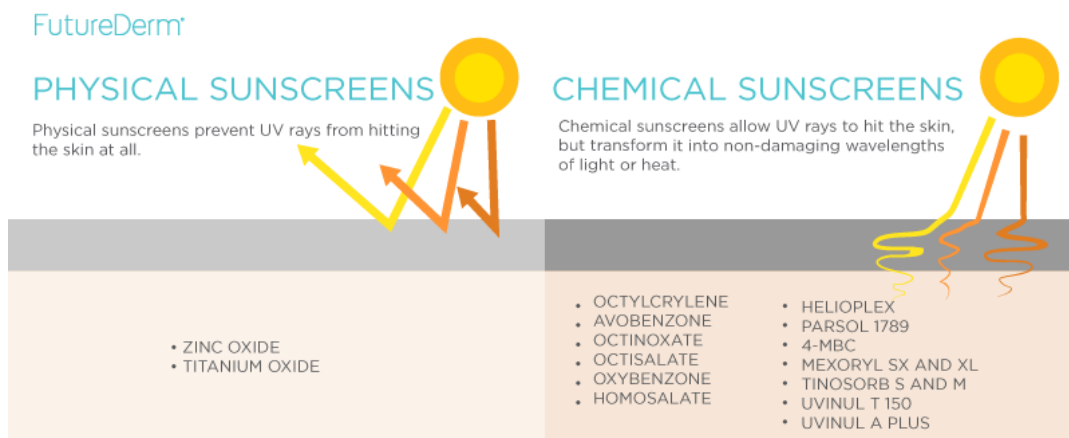 FutureDerm®
PHYSICAL SUNSCREENS
Physical sunscreens prevent UV rays from hitting
the skin at all.
• ZINC OXIDE
• TITANIUM OXIDE
CHEMICAL SUNSCREENS
Chemical sunscreens allow UV rays to hit the skin,
but transform it into non-damaging wavelengths
of light or heat.
• OCTYLCRYLENE
• AVOBENZONE
• OCTINOXATE
• OCTISALATE
• OXYBENZONE
• HOMOSALATE
• HELIOPLEX
• PARSOL 1789
• 4-MBC
• MEXORYL SX AND XL
• TINOSORB S AND M
• UVINUL T 150
• UVINUL A PLUS